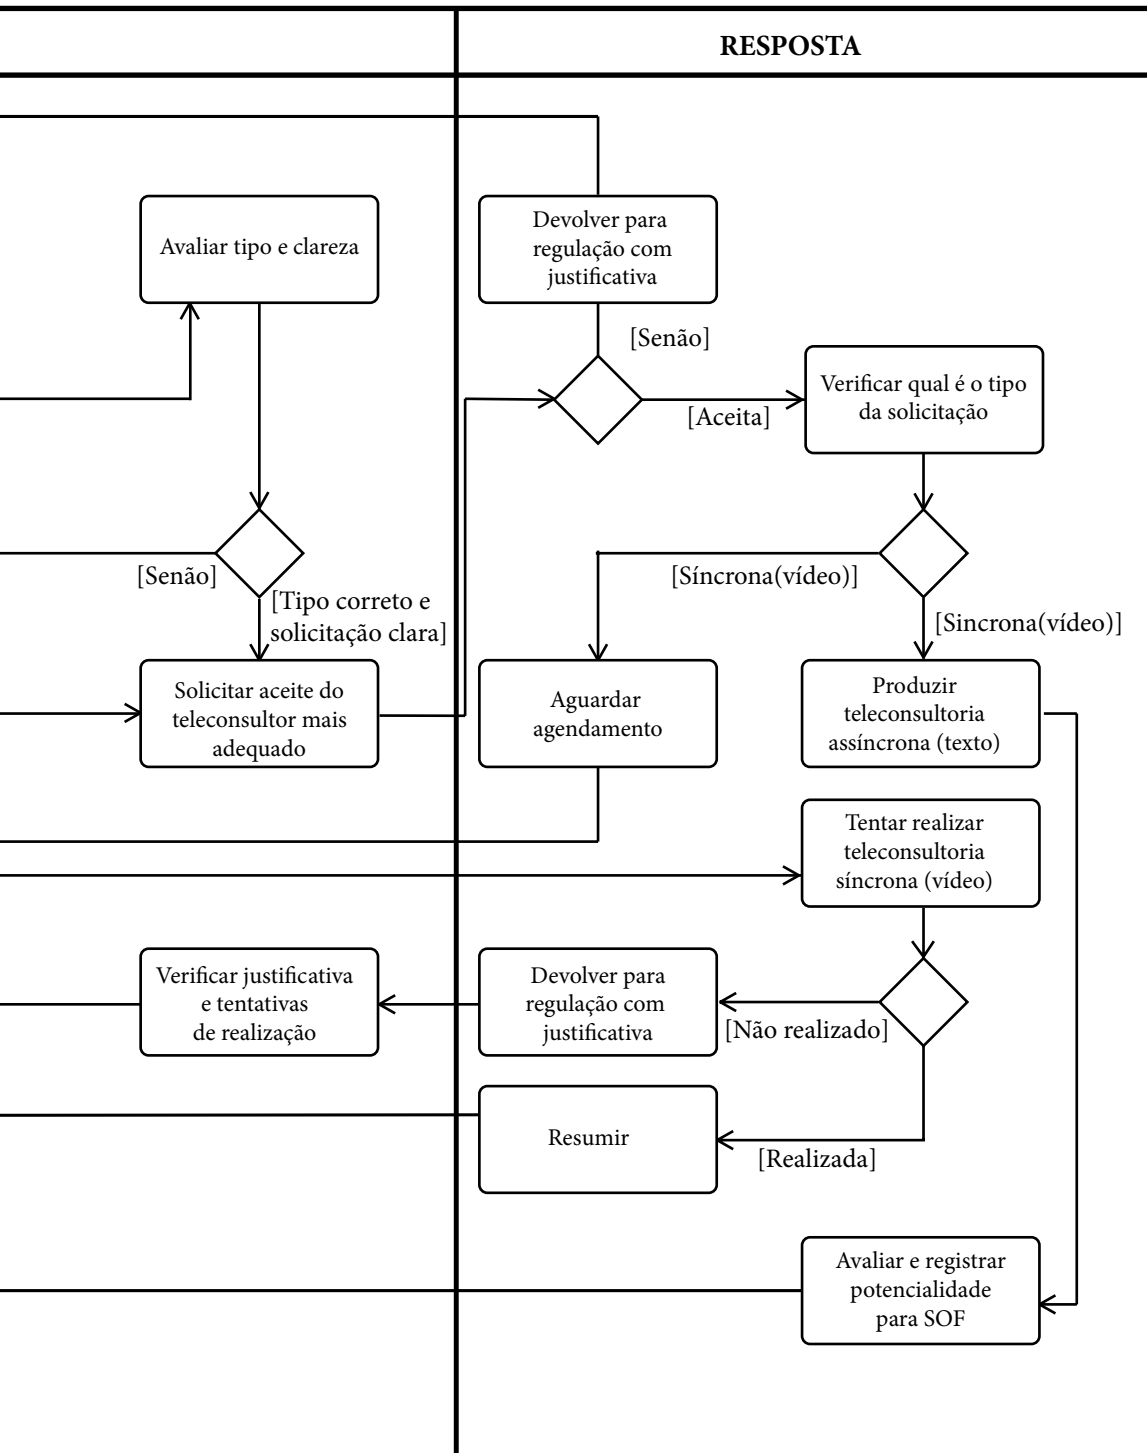 RESPOSTA
Avaliar tipo e clareza
Devolver para
regulação com
justificativa
[Senão]
Verificar qual é o tipo
da solicitação
[Aceita]
[Senão]
[Tipo correto e
solicitação clara]
[Síncrona(vídeo)]
[Sincrona(vídeo)]
Solicitar aceite do
teleconsultor mais
adequado
Aguardar
agendamento
Produzir
teleconsultoria
assíncrona (texto)
Tentar realizar
teleconsultoria
síncrona (vídeo)
Verificar justificativa
e tentativas
de realização
Devolver para
regulação com
justificativa
[Não realizado]
Resumir
[Realizada]
Avaliar e registrar
potencialidade
para SOF